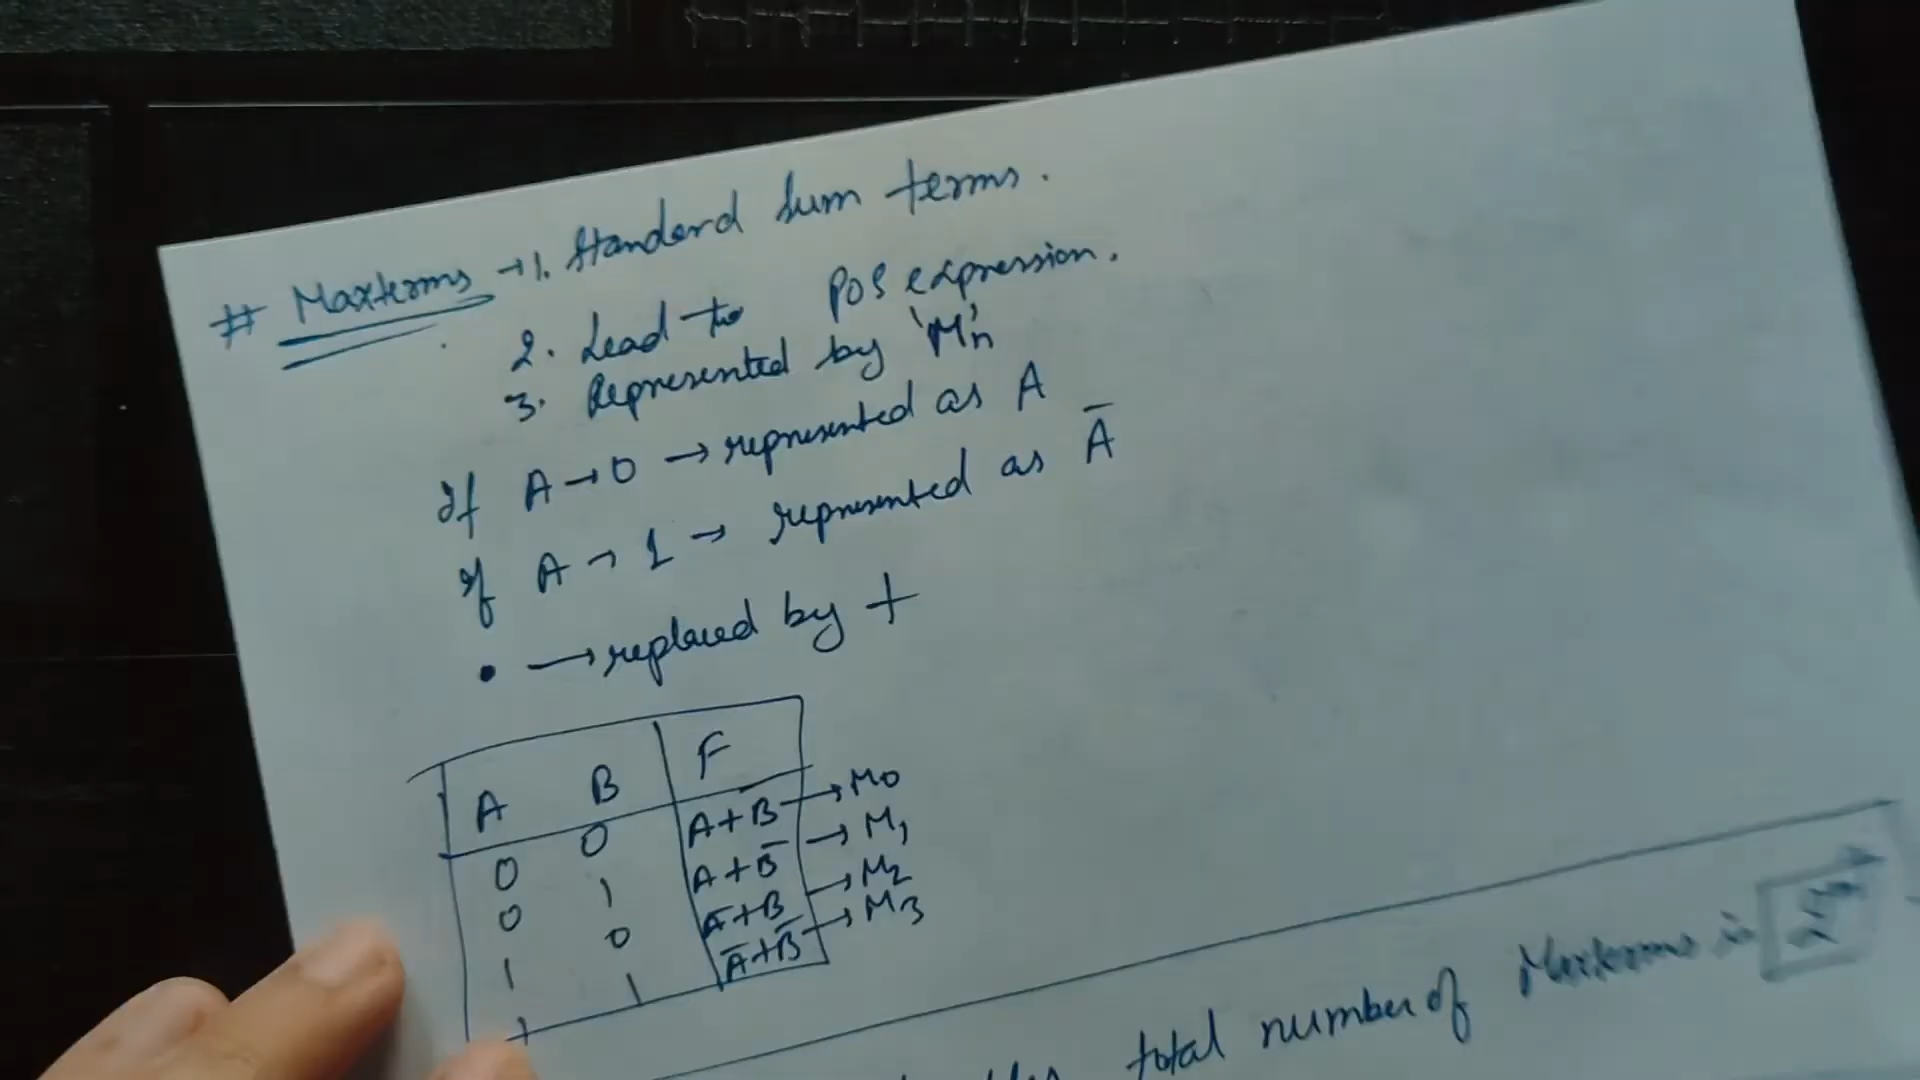 # Maxterms → 1. Standard Sum terms.
2. Lead to POS expression.
3. Represented by 'M'n
If A → 0 → represented as A
if A → 1 → represented as Ā
• → replaced by +
A B F
0 0 A+B → M0
0 1 A+B̄ → M1
1 0 Ā+B → M2
1 1 Ā+B̄ → M3
total number of Maxterms is